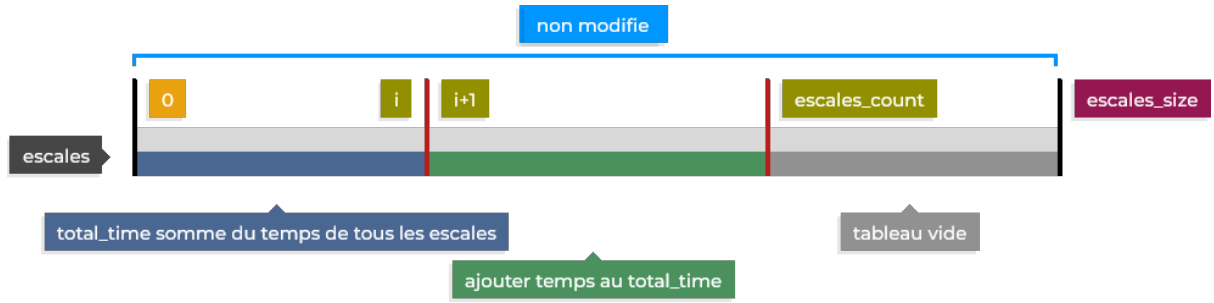 non modifie
0
i
i+1
escales_count
escales_size
escales
total_time somme du temps de tous les escales
tableau vide
ajouter temps au total_time